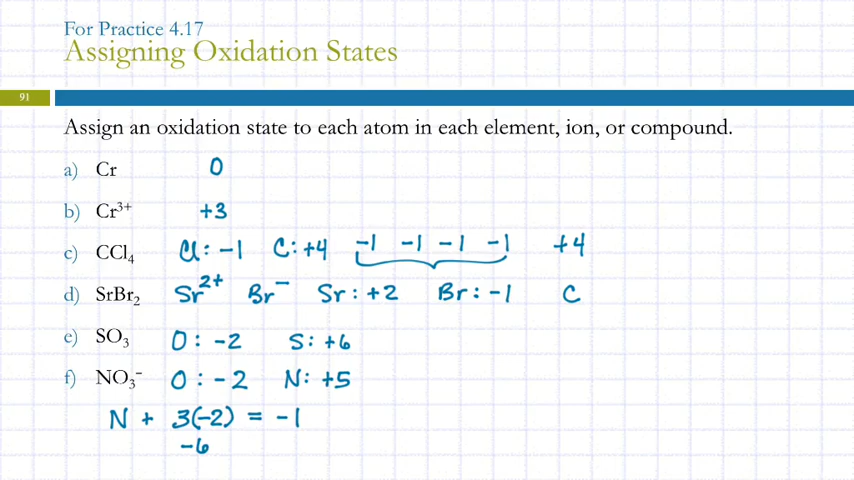 For Practice 4.17
Assigning Oxidation States
91
Assign an oxidation state to each atom in each element, ion, or compound.
a) Cr 0
b) Cr³⁺ +3
c) CCl₄ Cl: -1 C: +4 -1 -1 -1 -1 +4
d) SrBr₂ Sr²⁺ Br⁻ Sr: +2 Br: -1 C
e) SO₃ O: -2 S: +6
f) NO₃⁻ O: -2 N: +5
N + 3(-2) = -1
-6